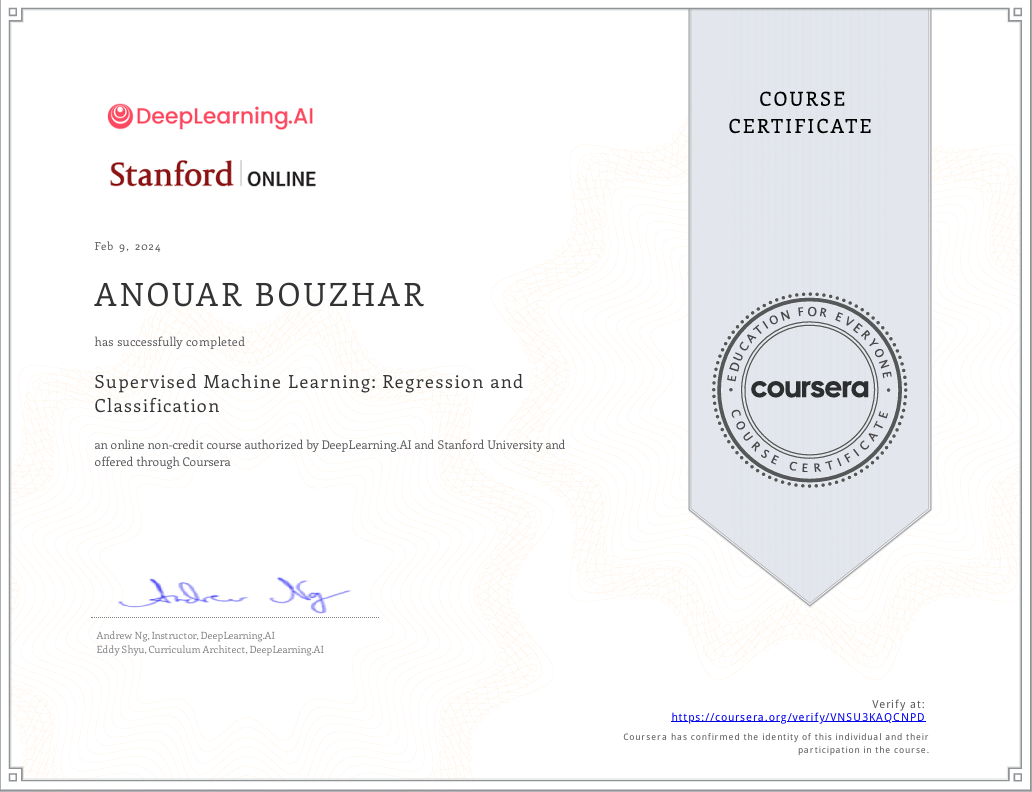 DeepLearning.AI
Stanford | ONLINE
Feb 9, 2024
ANOUAR BOUZHAR
has successfully completed
Supervised Machine Learning: Regression and
Classification
an online non-credit course authorized by DeepLearning.AI and Stanford University and
offered through Coursera
Andrew Ng
Andrew Ng, Instructor, DeepLearning.AI
Eddy Shyu, Curriculum Architect, DeepLearning.AI
COURSE
CERTIFICATE
EDUCATION FOR EVERYONE
coursera
COURSE CERTIFICATE
Verify at:
https://coursera.org/verify/VNSU3KAQCNPD
Coursera has confirmed the identity of this individual and their
participation in the course.